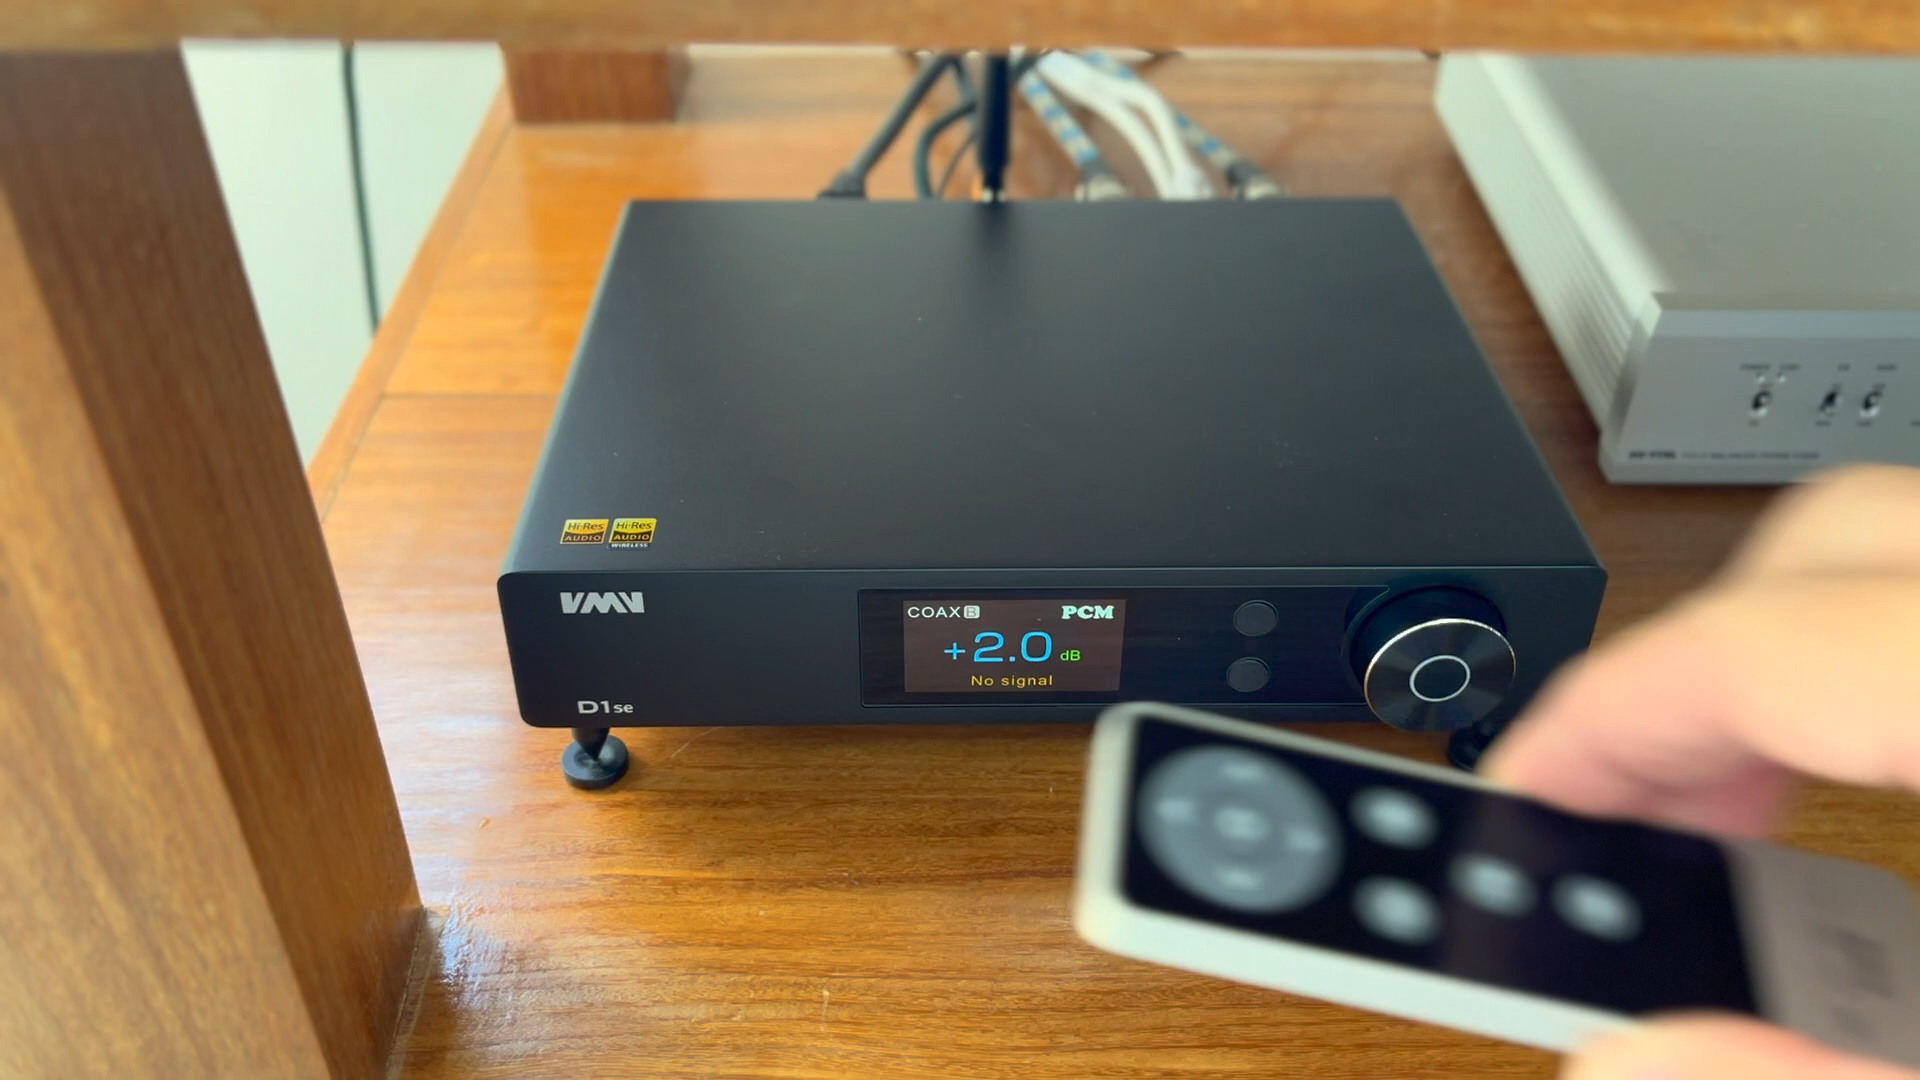 Hi-Res AUDIO
Hi-Res AUDIO WIRELESS
VMV
D1se
COAX B
PCM
+2.0 dB
No signal